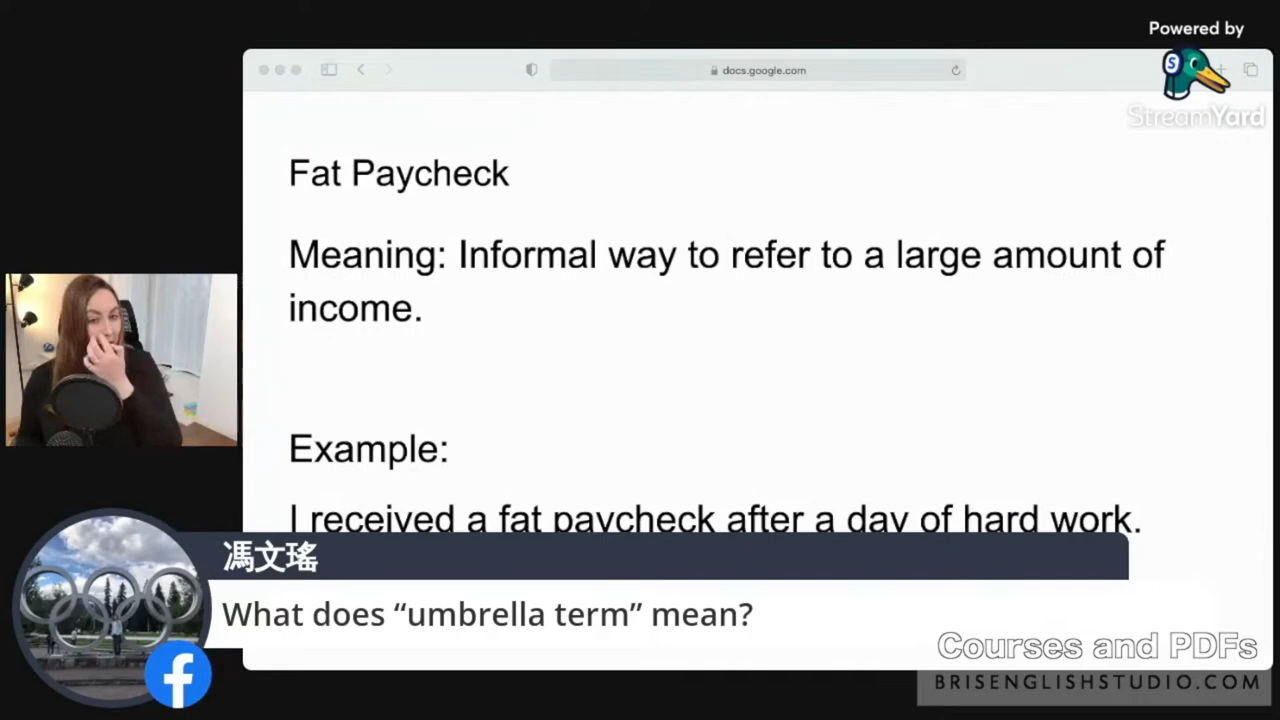 Powered by
StreamYard
docs.google.com
Fat Paycheck
Meaning: Informal way to refer to a large amount of
income.
Example:
I received a fat paycheck after a day of hard work.
馮文瑤
What does “umbrella term” mean?
Courses and PDFs
BRISENGLISHSTUDIO.COM